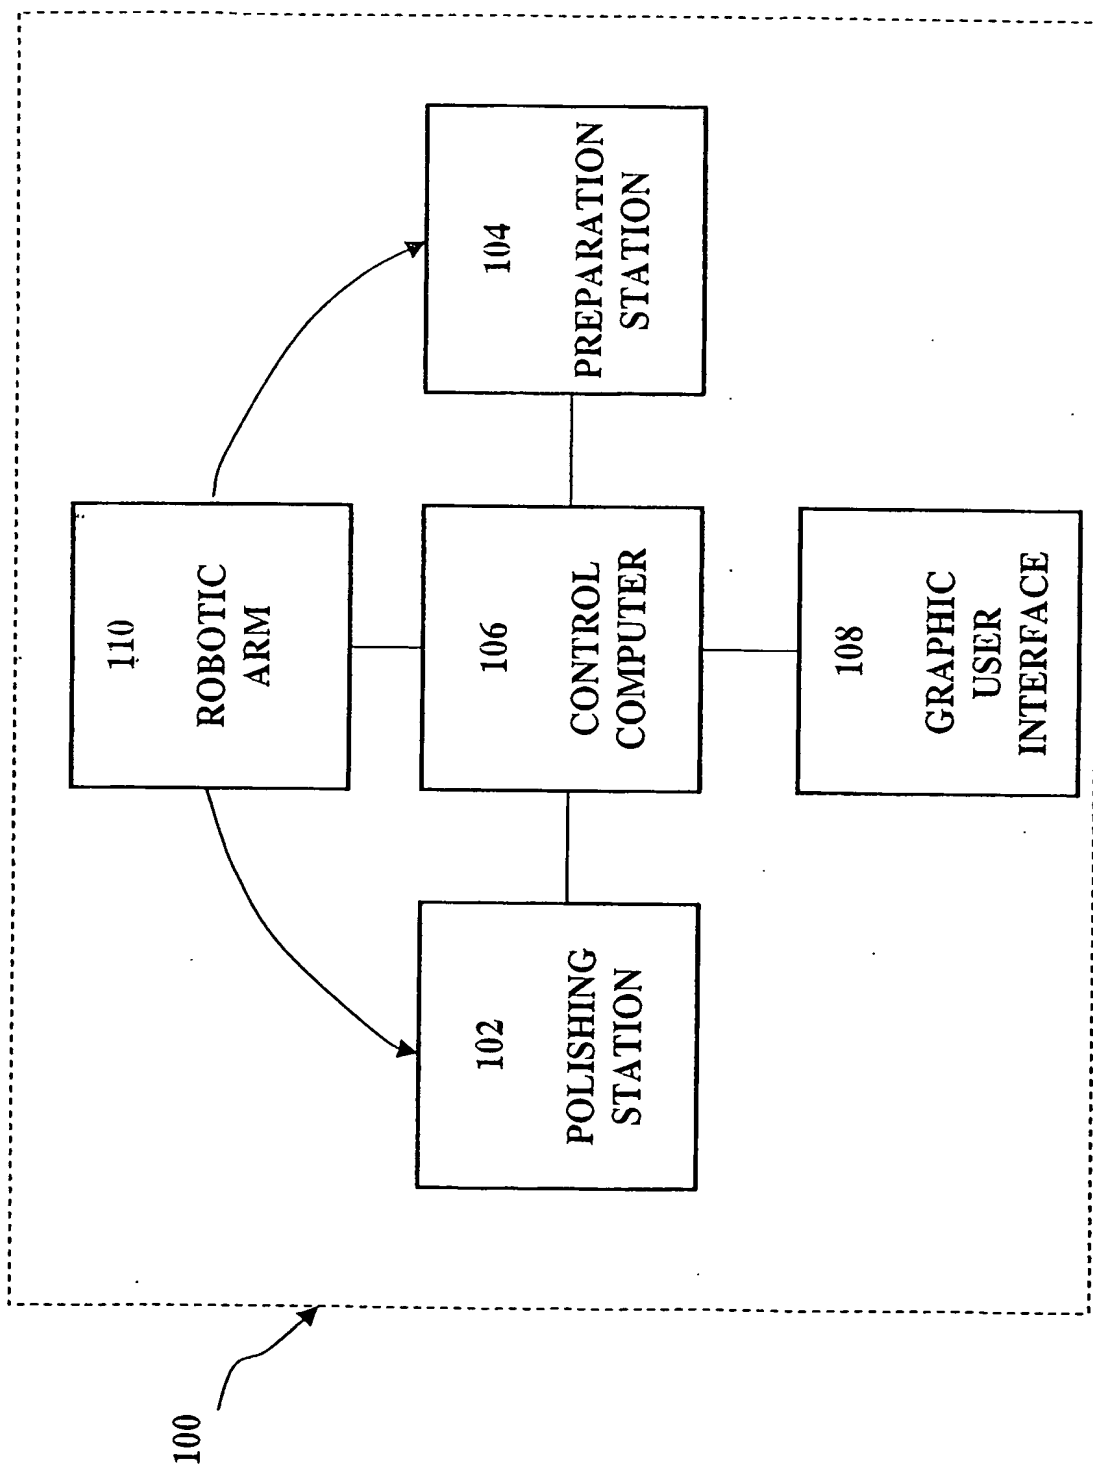 100
110
ROBOTIC
ARM
102
POLISHING
STATION
106
CONTROL
COMPUTER
104
PREPARATION
STATION
108
GRAPHIC
USER
INTERFACE